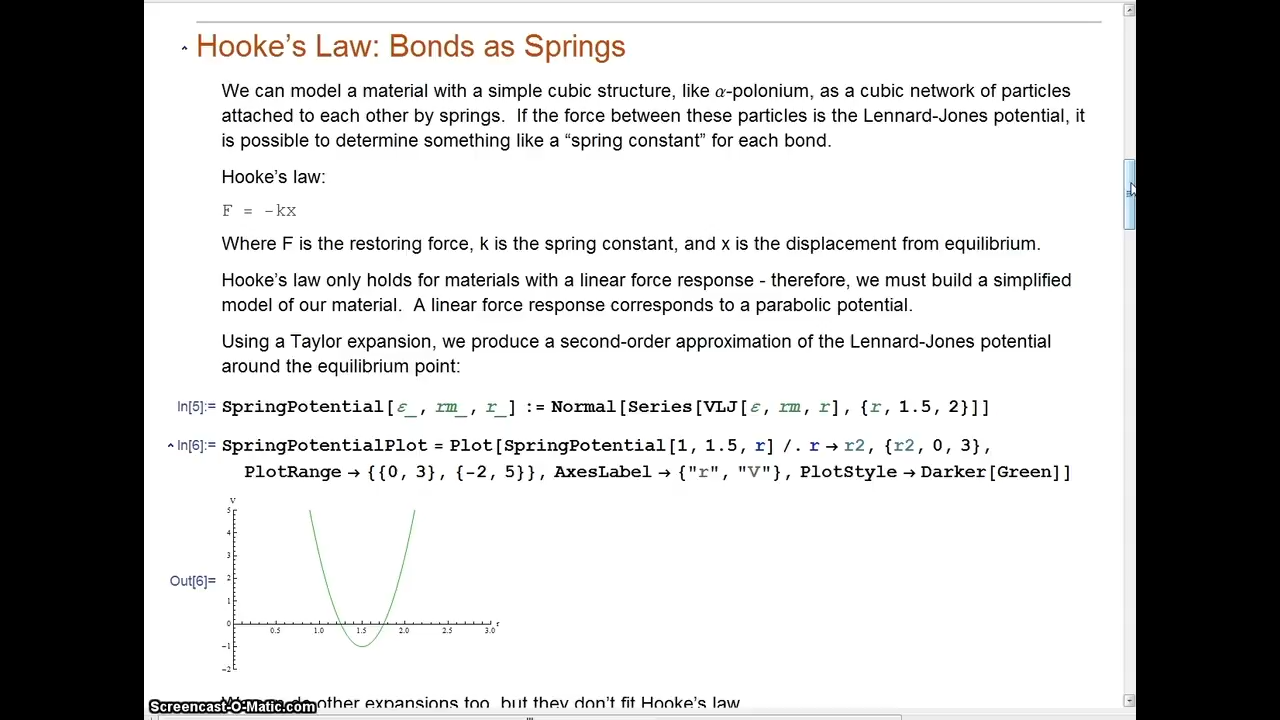 Hooke's Law: Bonds as Springs
We can model a material with a simple cubic structure, like α-polonium, as a cubic network of particles
attached to each other by springs.  If the force between these particles is the Lennard-Jones potential, it
is possible to determine something like a “spring constant” for each bond.
Hooke's law:
F = -kx
Where F is the restoring force, k is the spring constant, and x is the displacement from equilibrium.
Hooke's law only holds for materials with a linear force response - therefore, we must build a simplified
model of our material.  A linear force response corresponds to a parabolic potential.
Using a Taylor expansion, we produce a second-order approximation of the Lennard-Jones potential
around the equilibrium point:
In[5]:= SpringPotential[ε_, rm_, r_] := Normal[Series[VLJ[ε, rm, r], {r, 1.5, 2}]]
In[6]:= SpringPotentialPlot = Plot[SpringPotential[1, 1.5, r] /. r → r2, {r2, 0, 3},
PlotRange → {{0, 3}, {-2, 5}}, AxesLabel → {"r", "V"}, PlotStyle → Darker[Green]]
V
5
4
3
Out[6]= 2
1
0
0.5 1.0 1.5 2.0 2.5 3.0 r
-1
-2
do other expansions too, but they don't fit Hooke's law
Screencast-O-Matic.com